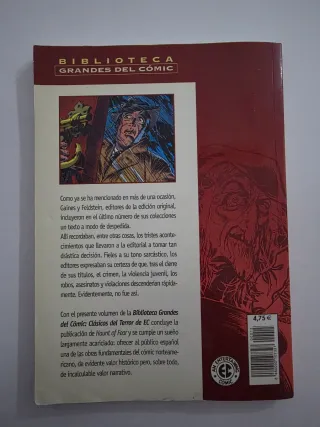 BIBLIOTECA
GRANDES DEL CÓMIC
Como ya se ha mencionado en más de una ocasión,
Gaines y Feldstein, editores de la edición original,
incluyeron en el último número de sus colecciones
un texto a modo de despedida.
Allí recordaban, entre otras cosas, los tristes aconte-
cimientos que llevaron a la editorial a tomar tan
drástica decisión. Fieles a su tono sarcástico, los
editores expresaban su certeza de que, tras el cierre
de sus títulos, el crimen, la violencia juvenil, los
robos, asesinatos y violaciones descenderían rápida-
mente. Evidentemente, no fue así.
Con el presente volumen de la Biblioteca Grandes
del Cómic: Clásicos del Terror de EC concluye la
publicación de Haunt of Fear y se cumple un sueño
largamente acariciado: ofrecer al público español
una de las obras fundamentales del cómic norteame-
ricano, de evidente valor histórico pero, sobre todo,
de incalculable valor narrativo.
4,75 €
AN ENTERTAINING
EC
COMIC